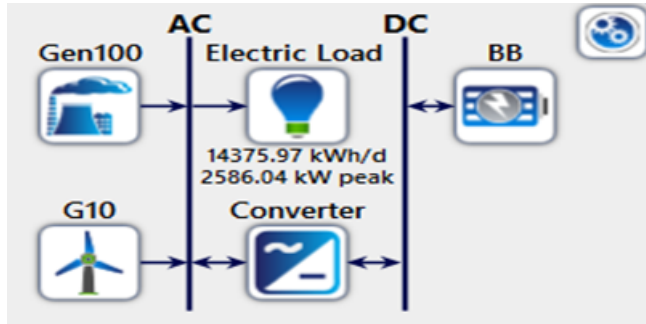 AC
DC
Gen100
Electric Load
BB
14375.97 kWh/d
2586.04 kW peak
G10
Converter